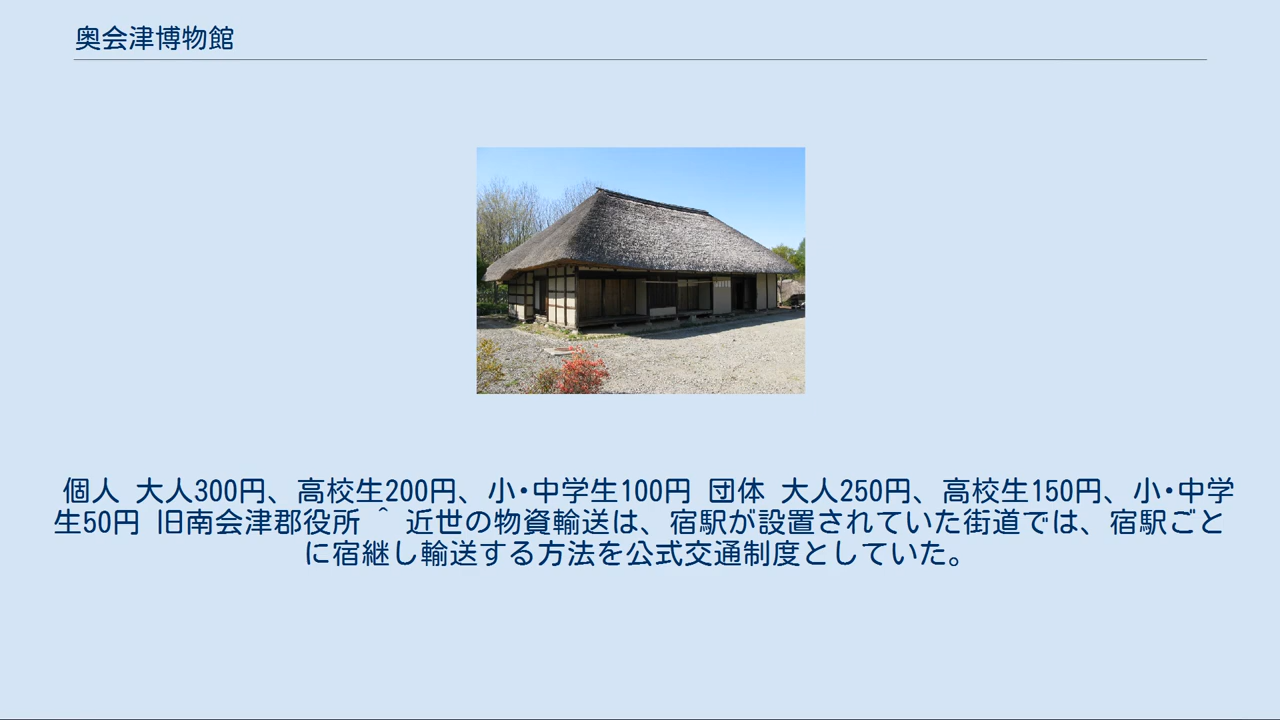 奥会津博物館
個人 大人300円、高校生200円、小・中学生100円 団体 大人250円、高校生150円、小・中学
生50円 旧南会津郡役所 ^ 近世の物資輸送は、宿駅が設置されていた街道では、宿駅ごと
に宿継し輸送する方法を公式交通制度としていた。